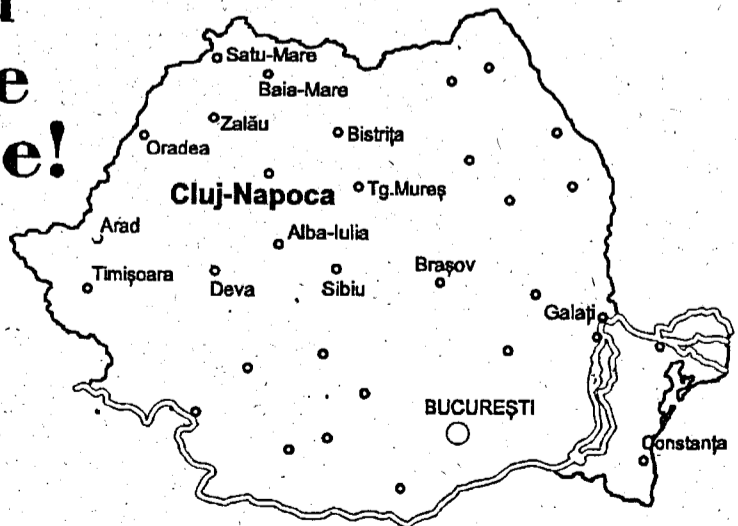 e
e!
Satu-Mare
Baia-Mare
Zalău
Bistrița
Oradea
Cluj-Napoca
Tg.Mureș
Arad
Alba-Iulia
Timișoara
Deva
Sibiu
Brașov
Galați
BUCUREȘTI
Constanța